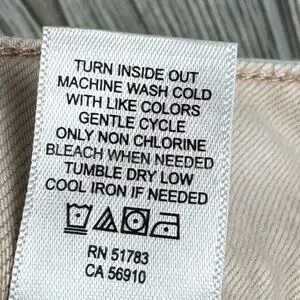 TURN INSIDE OUT
MACHINE WASH COLD
WITH LIKE COLORS
GENTLE CYCLE
ONLY NON CHLORINE
BLEACH WHEN NEEDED
TUMBLE DRY LOW
COOL IRON IF NEEDED
RN 51783
CA 56910